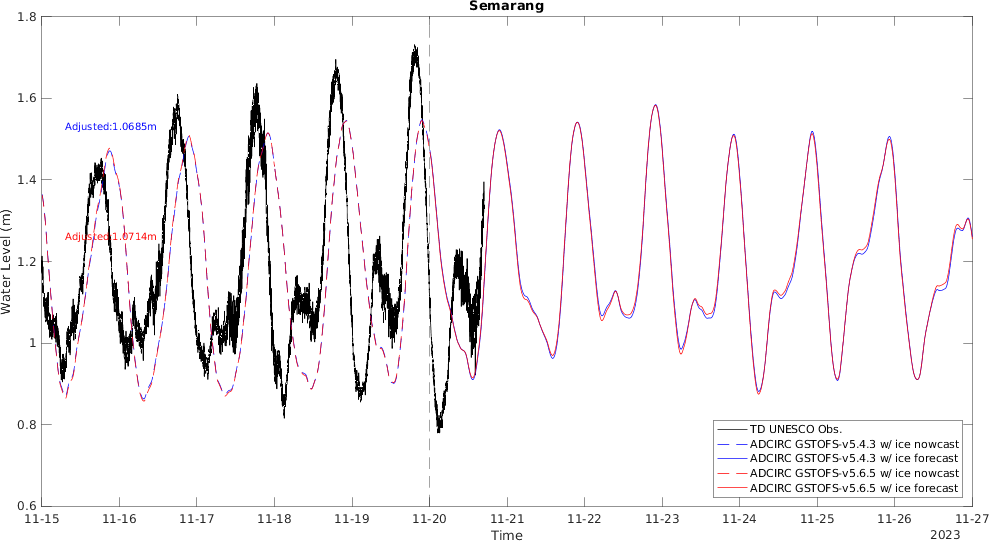 Semarang
1.8
1.6
1.4
1.2
1
0.8
0.6
Water Level (m)
Adjusted:1.0685m
Adjusted:1.0714m
TD UNESCO Obs.
ADCIRC GSTOFS-v5.4.3 w/ ice nowcast
ADCIRC GSTOFS-v5.4.3 w/ ice forecast
ADCIRC GSTOFS-v5.6.5 w/ ice nowcast
ADCIRC GSTOFS-v5.6.5 w/ ice forecast
11-15 11-16 11-17 11-18 11-19 11-20 11-21 11-22 11-23 11-24 11-25 11-26 11-27
Time
2023